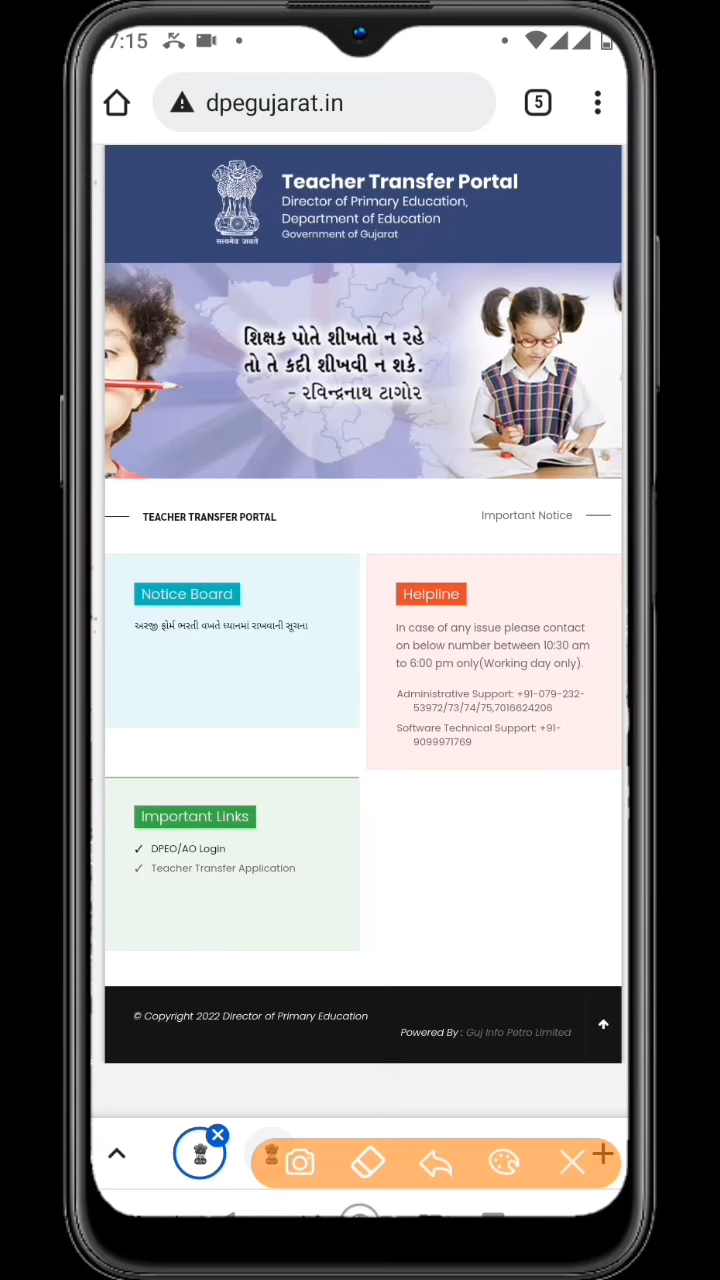 7:15
dpegujarat.in
5
Teacher Transfer Portal
Director of Primary Education,
Department of Education
Government of Gujarat
सत्यमेव जयते
શિક્ષક પોતે શીખતો ન રહે
તો તે કદી શીખવી ન શકે.
- રવિન્દ્રનાથ ટાગોર
TEACHER TRANSFER PORTAL
Important Notice
Notice Board
અરજી ફોર્મ ભરતી વખતે ધ્યાનમાં રાખવાની સૂચના
Helpline
In case of any issue please contact
on below number between 10:30 am
to 6:00 pm only(Working day only).
Administrative Support: +91-079-232-
53972/73/74/75,7016624206
Software Technical Support: +91-
9099971769
Important Links
✓ DPEO/AO Login
✓ Teacher Transfer Application
© Copyright 2022 Director of Primary Education
Powered By : Guj Info Petro Limited